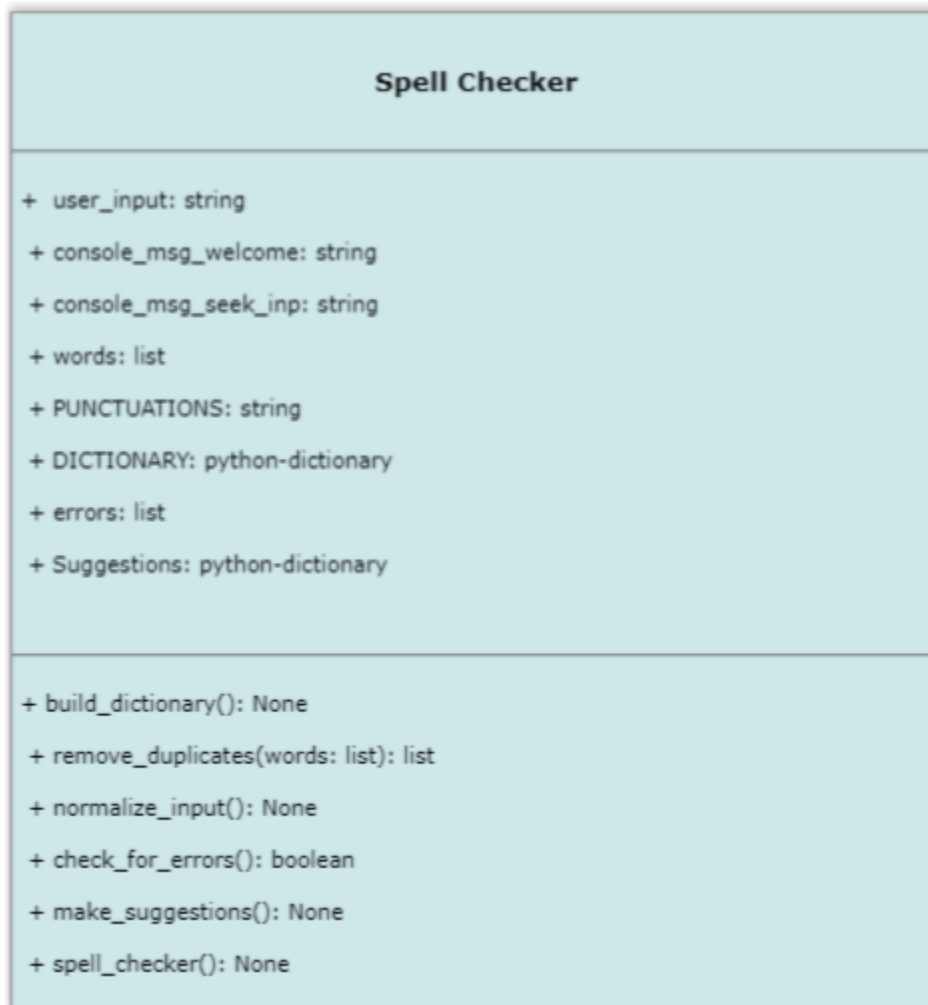 Spell Checker
+ user_input: string
+ console_msg_welcome: string
+ console_msg_seek_inp: string
+ words: list
+ PUNCTUATIONS: string
+ DICTIONARY: python-dictionary
+ errors: list
+ Suggestions: python-dictionary
+ build_dictionary(): None
+ remove_duplicates(words: list): list
+ normalize_input(): None
+ check_for_errors(): boolean
+ make_suggestions(): None
+ spell_checker(): None